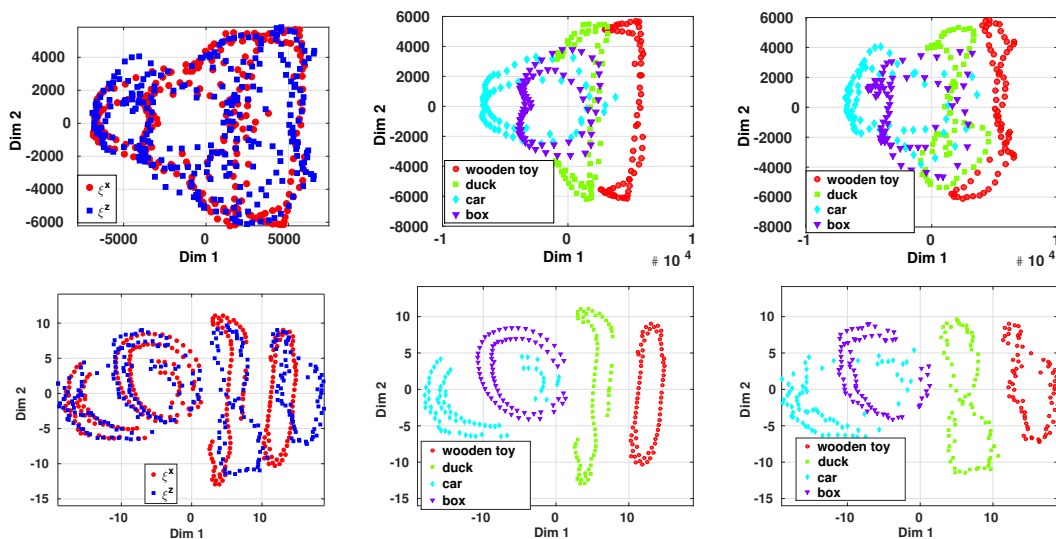 6000
4000
2000
0
-2000
-4000
-6000
Dim 2
ξˣ
ξᶻ
-5000 0 5000
Dim 1
6000
4000
2000
0
-2000
-4000
-6000
-8000
Dim 2
wooden toy
duck
car
box
-1 0 1
Dim 1 # 10⁴
6000
4000
2000
0
-2000
-4000
-6000
-8000
Dim 2
wooden toy
duck
car
box
-1 0 1
Dim 1 # 10⁴
10
5
0
-5
-10
-15
Dim 2
ξˣ
ξᶻ
-10 0 10
Dim 1
10
5
0
-5
-10
-15
Dim 2
wooden toy
duck
car
box
-10 0 10
Dim 1
10
5
0
-5
-10
-15
Dim 2
wooden toy
duck
car
box
-10 0 10
Dim 1